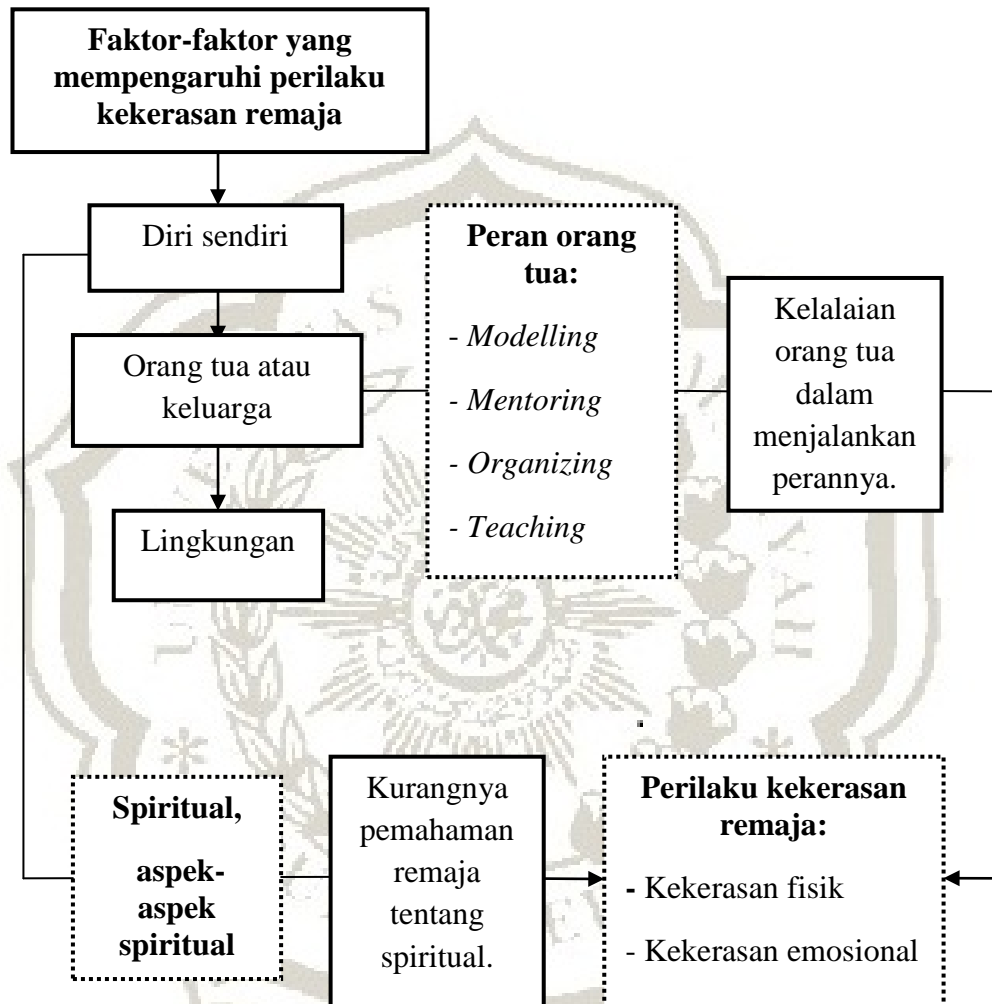 Faktor-faktor yang
mempengaruhi perilaku
kekerasan remaja
Diri sendiri
Orang tua atau
keluarga
Lingkungan
Peran orang
tua:
- Modelling
- Mentoring
- Organizing
- Teaching
Kelalaian
orang tua
dalam
menjalankan
perannya.
Spiritual,
aspek-
aspek
spiritual
Kurangnya
pemahaman
remaja
tentang
spiritual.
Perilaku kekerasan
remaja:
- Kekerasan fisik
- Kekerasan emosional